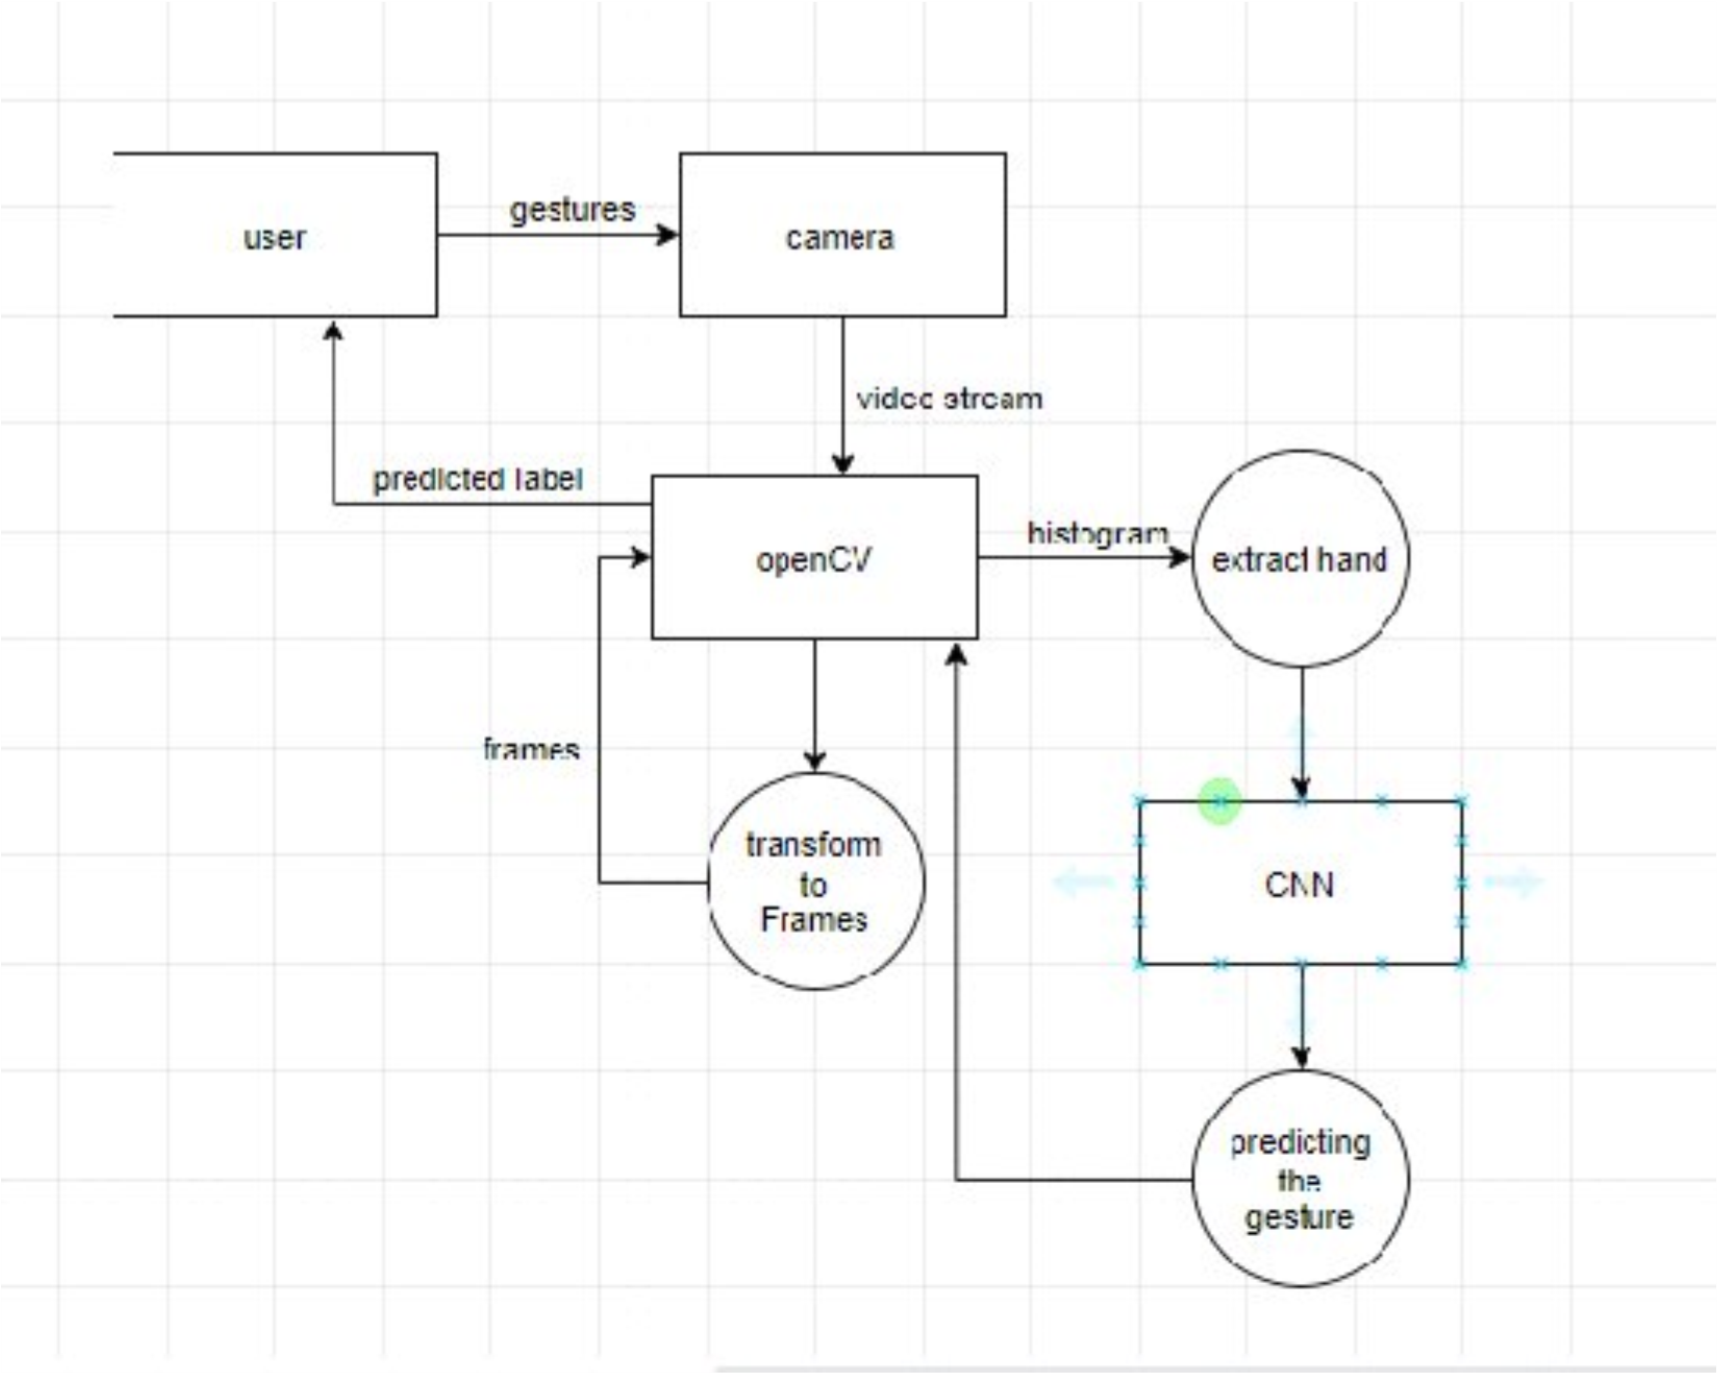 gestures
user
camera
video stream
predicted label
histogram
openCV
extract hand
frames
transform
to
Frames
CNN
predicting
the
gesture